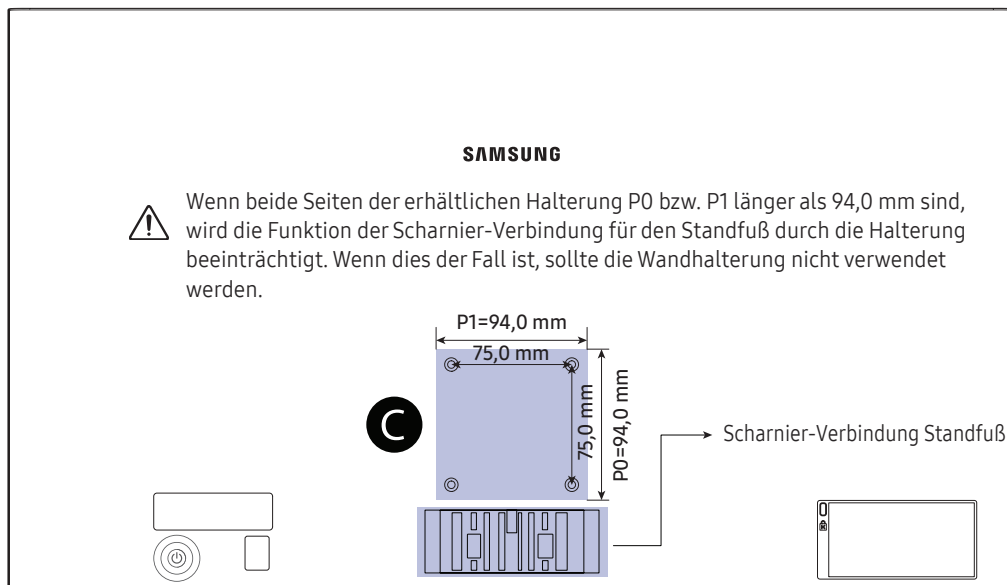 SAMSUNG
Wenn beide Seiten der erhältlichen Halterung P0 bzw. P1 länger als 94,0 mm sind,
wird die Funktion der Scharnier-Verbindung für den Standfuß durch die Halterung
beeinträchtigt. Wenn dies der Fall ist, sollte die Wandhalterung nicht verwendet
werden.
P1=94,0 mm
75,0 mm
75,0 mm
P0=94,0 mm
C
Scharnier-Verbindung Standfuß